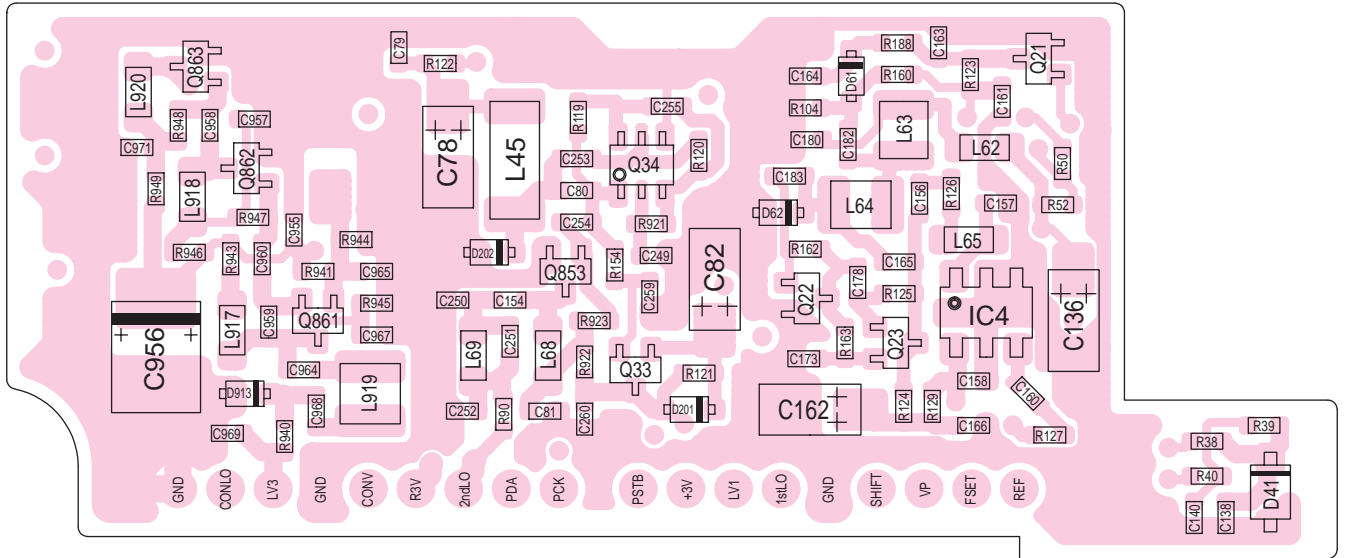 C79
R122
R188
C163
Q21
Q863
L920
C164
D61
R160
R123
C161
R948
C958
C957
C78
L45
R119
C255
R104
L63
C971
Q862
C253
Q34
R120
C180
C182
L62
R50
R949
L918
C80
C183
C156
R126
R947
C955
C254
R921
D62
L64
C157
R52
R946
R943
C960
R944
D202
Q853
R154
C249
C82
R162
L65
R941
C965
C165
C178
C956
L917
C959
Q861
R945
C250
C154
C259
Q22
R125
IC4
C136
C967
L69
C251
L68
R923
Q23
R163
C964
L919
R922
Q33
R121
C173
D913
C968
C158
C160
C969
R940
C252
R90
C81
C260
D201
C162
R124
R129
C166
R127
R38
R39
R40
D41
C140
C138
GND
CONLO
LV3
GND
CONV
R3V
2ndLO
PDA
PCK
PSTB
+3V
LV1
1stLO
GND
SHIFT
VP
FSET
REF